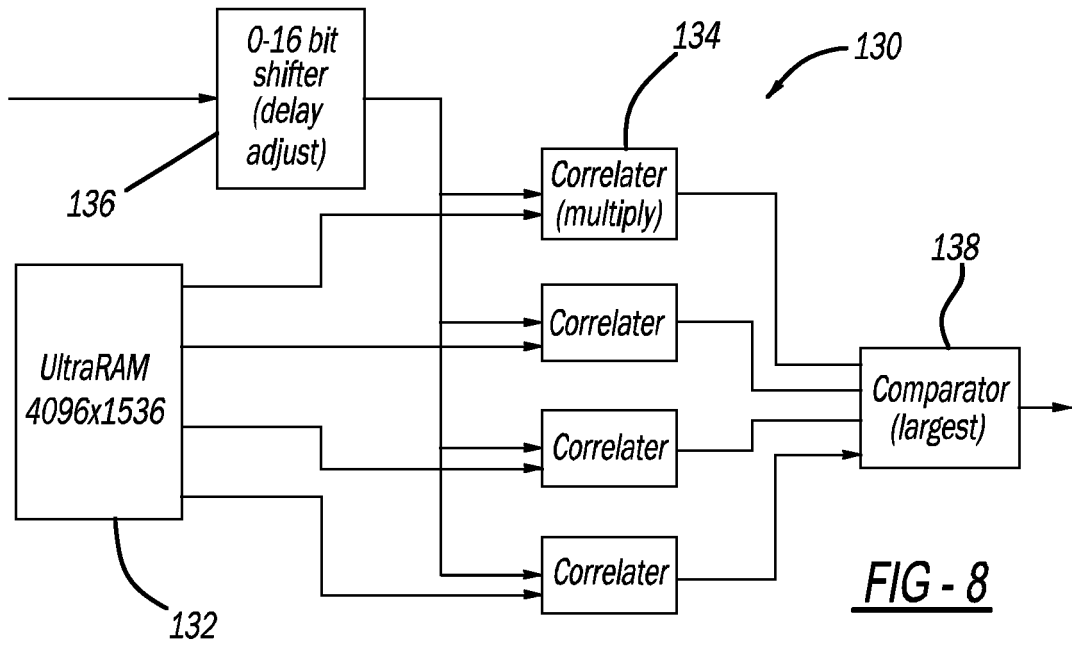 0-16 bit
shifter
(delay
adjust)
136
134
130
Correlater
(multiply)
138
UltraRAM
4096x1536
132
Correlater
Correlater
Correlater
Comparator
(largest)
FIG - 8